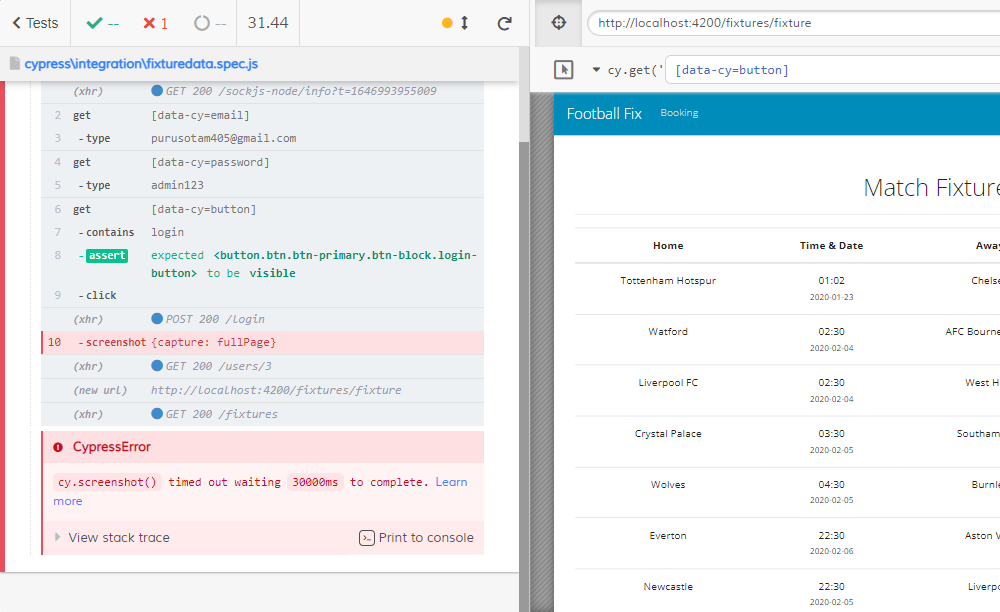 Tests
--
1
--
31.44
cypress\integration\fixturedata.spec.js
(xhr) GET 200 /sockjs-node/info?t=1646993955009
2 get [data-cy=email]
3 -type purusotam405@gmail.com
4 get [data-cy=password]
5 -type admin123
6 get [data-cy=button]
7 -contains login
8 -assert expected <button.btn.btn-primary.btn-block.login-
button> to be visible
9 -click
(xhr) POST 200 /login
10 -screenshot {capture: fullPage}
(xhr) GET 200 /users/3
(new url) http://localhost:4200/fixtures/fixture
(xhr) GET 200 /fixtures
CypressError
cy.screenshot() timed out waiting 30000ms to complete. Learn
more
View stack trace
Print to console
http://localhost:4200/fixtures/fixture
cy.get(' [data-cy=button]
Football Fix Booking
Match Fixture
Home Time & Date Away
Tottenham Hotspur 01:02 Chelse
2020-01-23
Watford 02:30 AFC Bourne
2020-02-04
Liverpool FC 02:30 West H
2020-02-04
Crystal Palace 03:30 Southam
2020-02-05
Wolves 04:30 Burnle
2020-02-05
Everton 22:30 Aston V
2020-02-06
Newcastle 22:30 Liverpo
2020-02-05